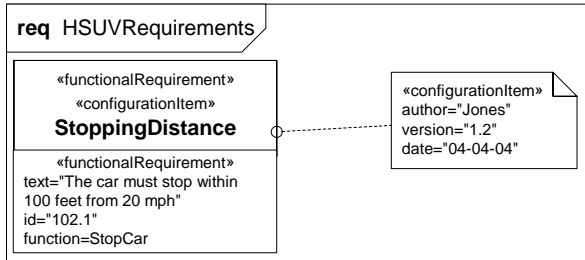 req HSUVRequirements
«functionalRequirement»
«configurationItem»
StoppingDistance
«functionalRequirement»
text="The car must stop within
100 feet from 20 mph"
id="102.1"
function=StopCar
«configurationItem»
author="Jones"
version="1.2"
date="04-04-04"